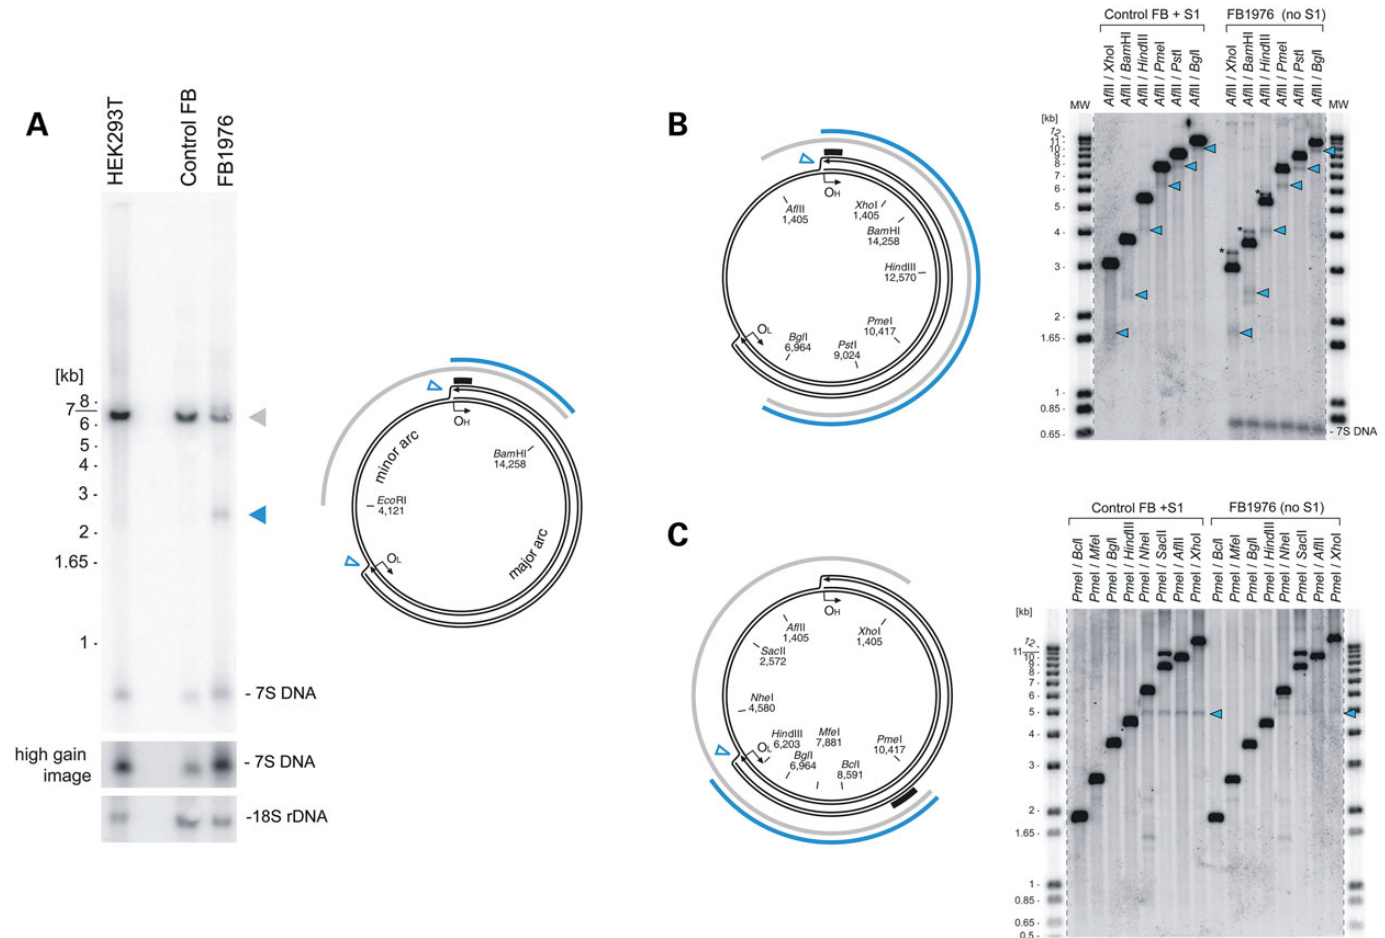 A
HEK293T
Control FB
FB1976
[kb]
8 -
7
6 -
5 -
4 -
3 -
2 -
1.65 -
1 -
- 7S DNA
high gain
image
- 7S DNA
-18S rDNA
OH
BamHI
14,258
minor arc
EcoRI
4,121
major arc
OL
B
OH
AflII
1,405
XhoI
1,405
BamHI
14,258
HindIII
12,570
PmeI
10,417
PstI
9,024
BglI
6,964
OL
Control FB + S1
FB1976 (no S1)
MW
AflII / XhoI
AflII / BamHI
AflII / HindIII
AflII / PmeI
AflII / PstI
AflII / BglI
AflII / XhoI
AflII / BamHI
AflII / HindIII
AflII / PmeI
AflII / PstI
AflII / BglI
MW
[kb]
12
11 -
10 -
9 -
8 -
7 -
6 -
5 -
4 -
3 -
2 -
1.65 -
1 -
0.85 -
0.65 -
*
*
*
- 7S DNA
C
OH
AflII
1,405
XhoI
1,405
SacII
2,572
NheI
4,580
HindIII
6,203
MfeI
7,881
PmeI
10,417
OL
BglI
6,964
BclI
8,591
Control FB +S1
FB1976 (no S1)
PmeI / BclI
PmeI / MfeI
PmeI / BglI
PmeI / HindIII
PmeI / NheI
PmeI / SacII
PmeI / AflII
PmeI / XhoI
PmeI / BclI
PmeI / MfeI
PmeI / BglI
PmeI / HindIII
PmeI / NheI
PmeI / SacII
PmeI / AflII
PmeI / XhoI
[kb]
12
11
10 -
9 -
8 -
7 -
6 -
5 -
4 -
3 -
2 -
1.65 -
1 -
0.85 -
0.65 -
0.5 -